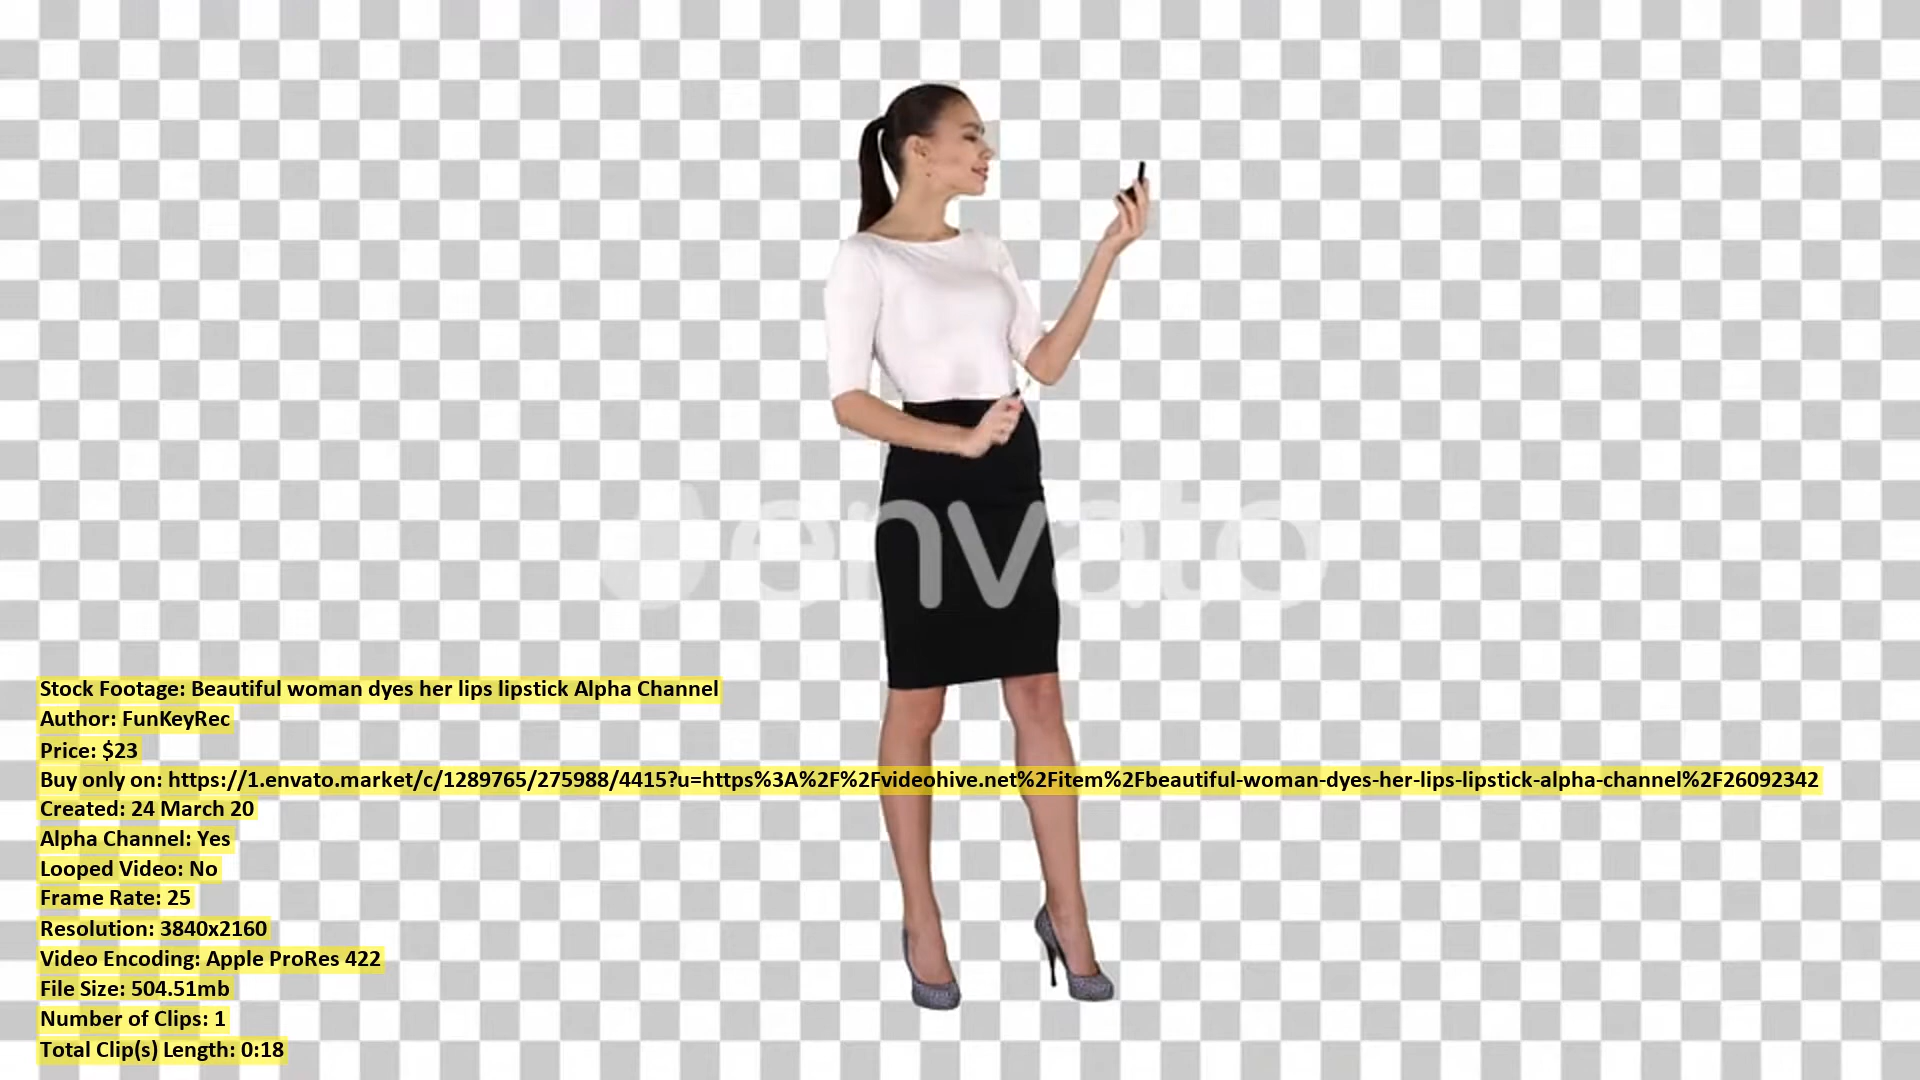 envato
Stock Footage: Beautiful woman dyes her lips lipstick Alpha Channel
Author: FunKeyRec
Price: $23
Buy only on: https://1.envato.market/c/1289765/275988/4415?u=https%3A%2F%2Fvideohive.net%2Fitem%2Fbeautiful-woman-dyes-her-lips-lipstick-alpha-channel%2F26092342
Created: 24 March 20
Alpha Channel: Yes
Looped Video: No
Frame Rate: 25
Resolution: 3840x2160
Video Encoding: Apple ProRes 422
File Size: 504.51mb
Number of Clips: 1
Total Clip(s) Length: 0:18